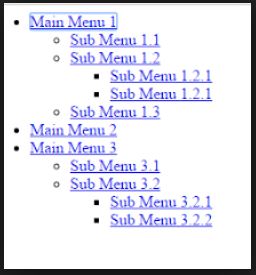 Main Menu 1
Sub Menu 1.1
Sub Menu 1.2
Sub Menu 1.2.1
Sub Menu 1.2.1
Sub Menu 1.3
Main Menu 2
Main Menu 3
Sub Menu 3.1
Sub Menu 3.2
Sub Menu 3.2.1
Sub Menu 3.2.2